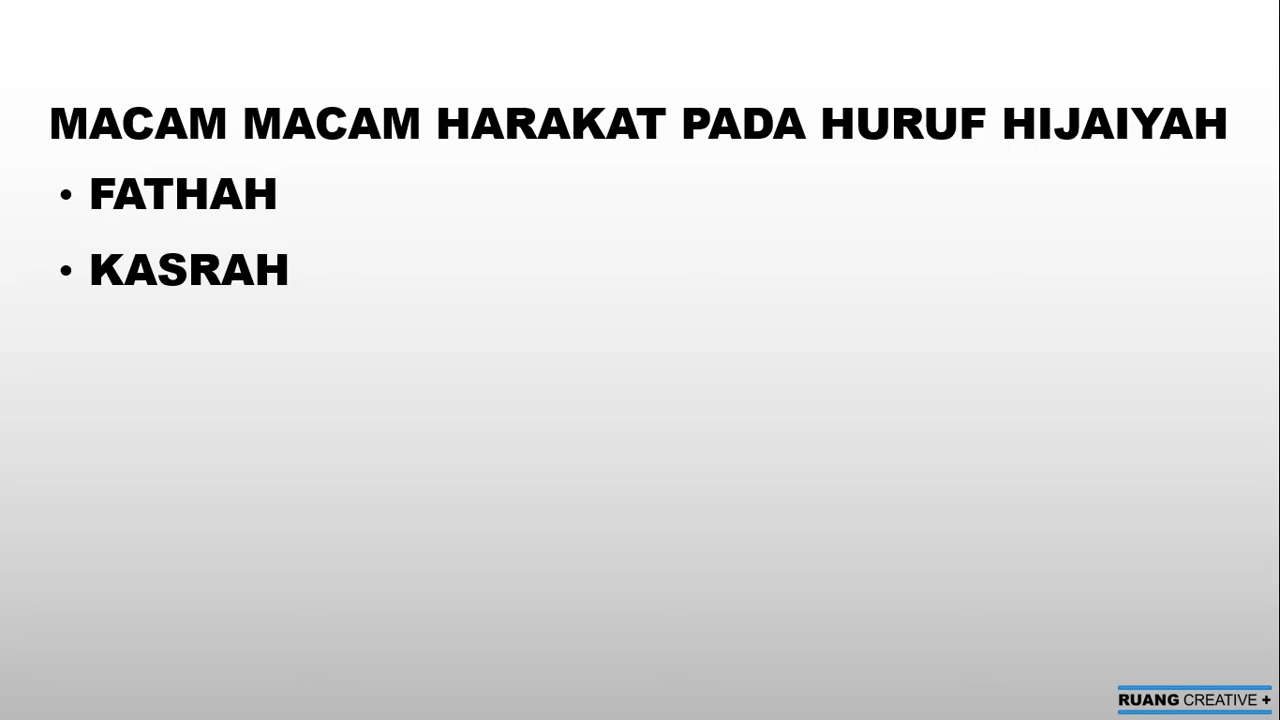 MACAM MACAM HARAKAT PADA HURUF HIJAIYAH
• FATHAH
• KASRAH
RUANG CREATIVE +